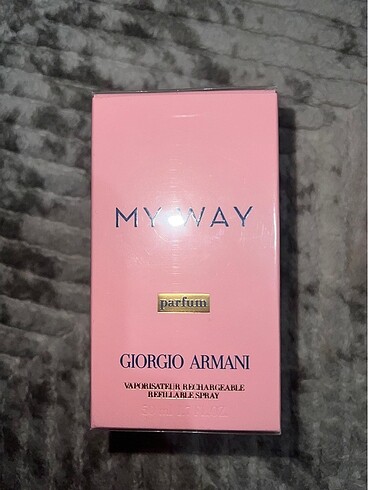 MY WAY
parfum
GIORGIO ARMANI
VAPORISATEUR RECHARGEABLE
REFILLABLE SPRAY